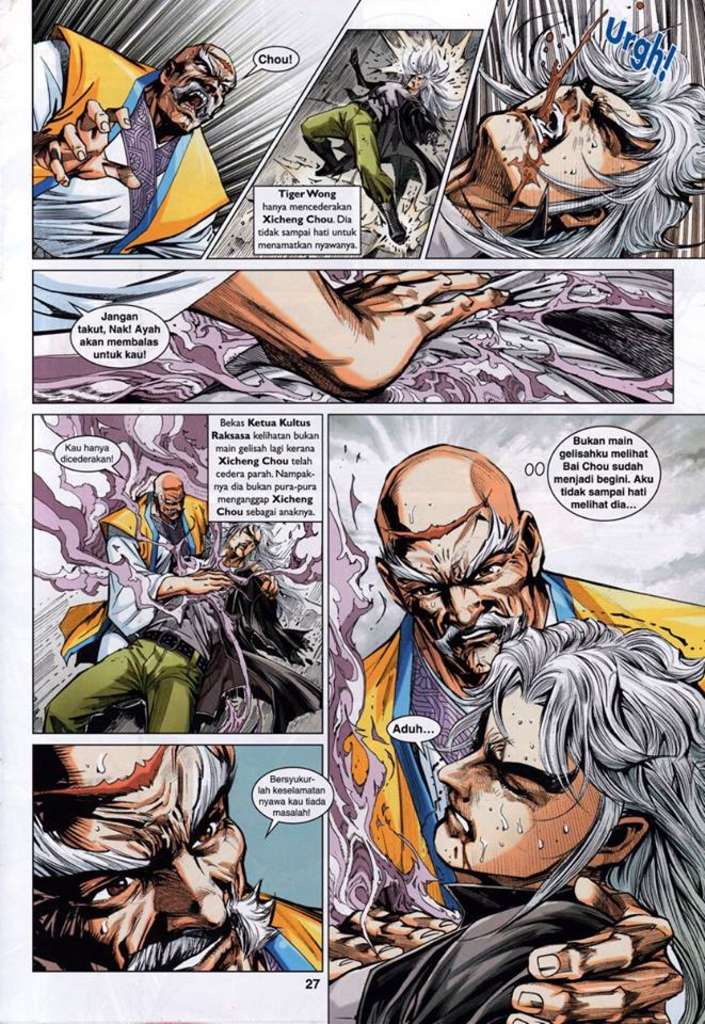 Chou!
Urgh!
Tiger Wong
hanya mencederakan
Xicheng Chou. Dia
tidak sampai hati untuk
menamatkan nyawanya.
Jangan
takut, Nak! Ayah
akan membalas
untuk kau!
Kau hanya
dicederakan!
Bekas Ketua Kultus
Raksasa kelihatan bukan
main gelisah lagi kerana
Xicheng Chou telah
cedera parah. Nampak-
nya dia bukan pura-pura
menganggap Xicheng
Chou sebagai anaknya.
Bukan main
gelisahku melihat
Bai Chou sudah
menjadi begini. Aku
tidak sampai hati
melihat dia...
Aduh...
Bersyukur-
lah keselamatan
nyawa kau tiada
masalah!
27